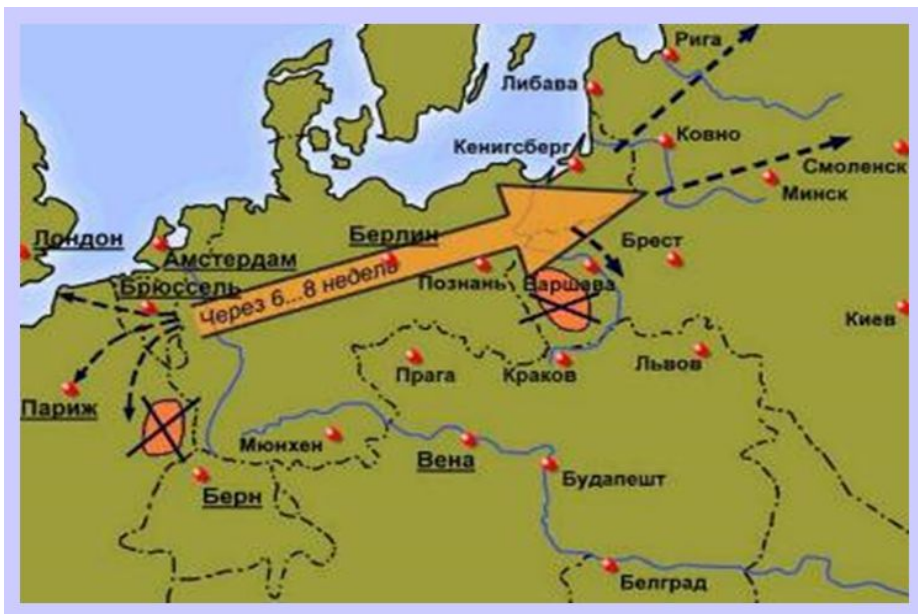 Рига
Либава
Ковно
Кенигсберг
Смоленск
Минск
Лондон
Берлин
Брест
Амстердам
Познань
Варшава
Брюссель
Через 6...8 недель
Киев
Прага
Краков
Львов
Париж
Мюнхен
Вена
Будапешт
Берн
Белград